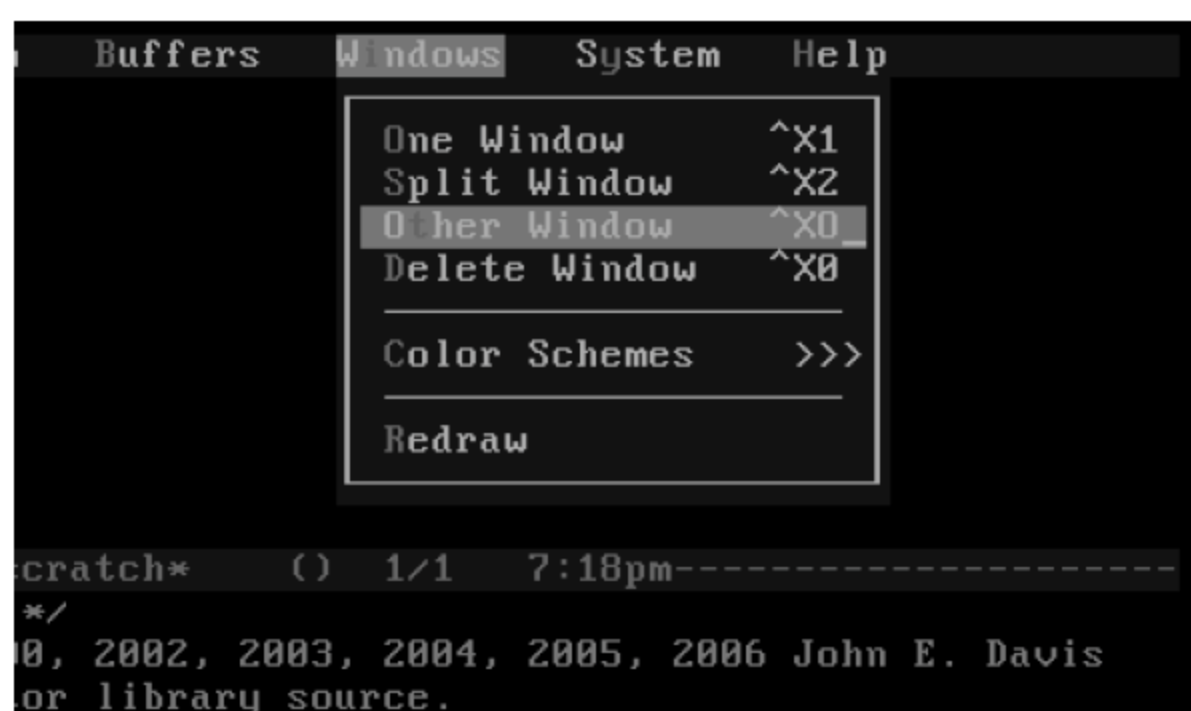 Buffers Windows System Help
One Window ^X1
Split Window ^X2
Other Window ^XO_
Delete Window ^X0
Color Schemes >>>
Redraw
cratch* () 1/1 7:18pm---------------------
*/
0, 2002, 2003, 2004, 2005, 2006 John E. Davis
or library source.